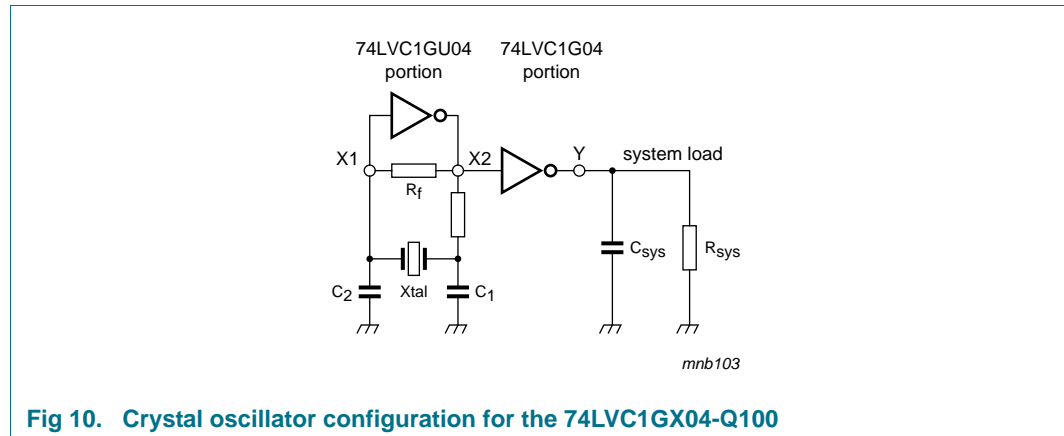 74LVC1GU04 portion
74LVC1G04 portion
X1
Rf
X2
Y
system load
C2
Xtal
C1
Csys
Rsys
mnb103
Fig 10. Crystal oscillator configuration for the 74LVC1GX04-Q100